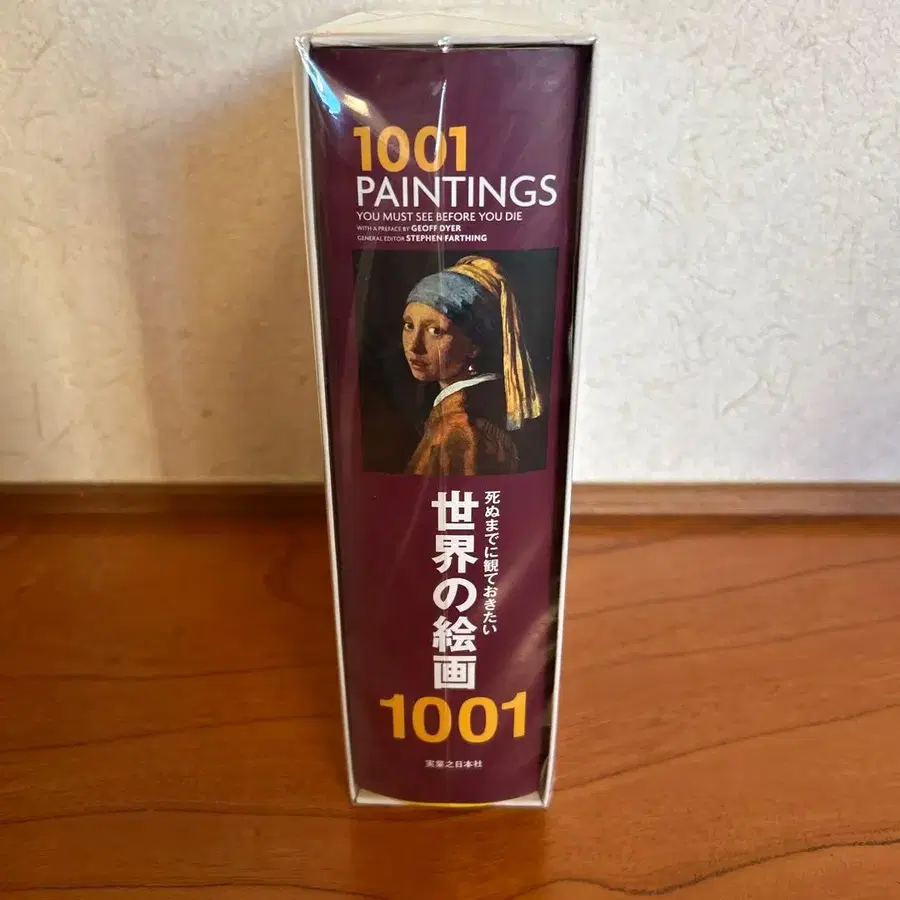 1001
PAINTINGS
YOU MUST SEE BEFORE YOU DIE
WITH A PREFACE BY GEOFF DYER
GENERAL EDITOR STEPHEN FARTHING
死ぬまでに観ておきたい
世界の絵画
1001
実業之日本社